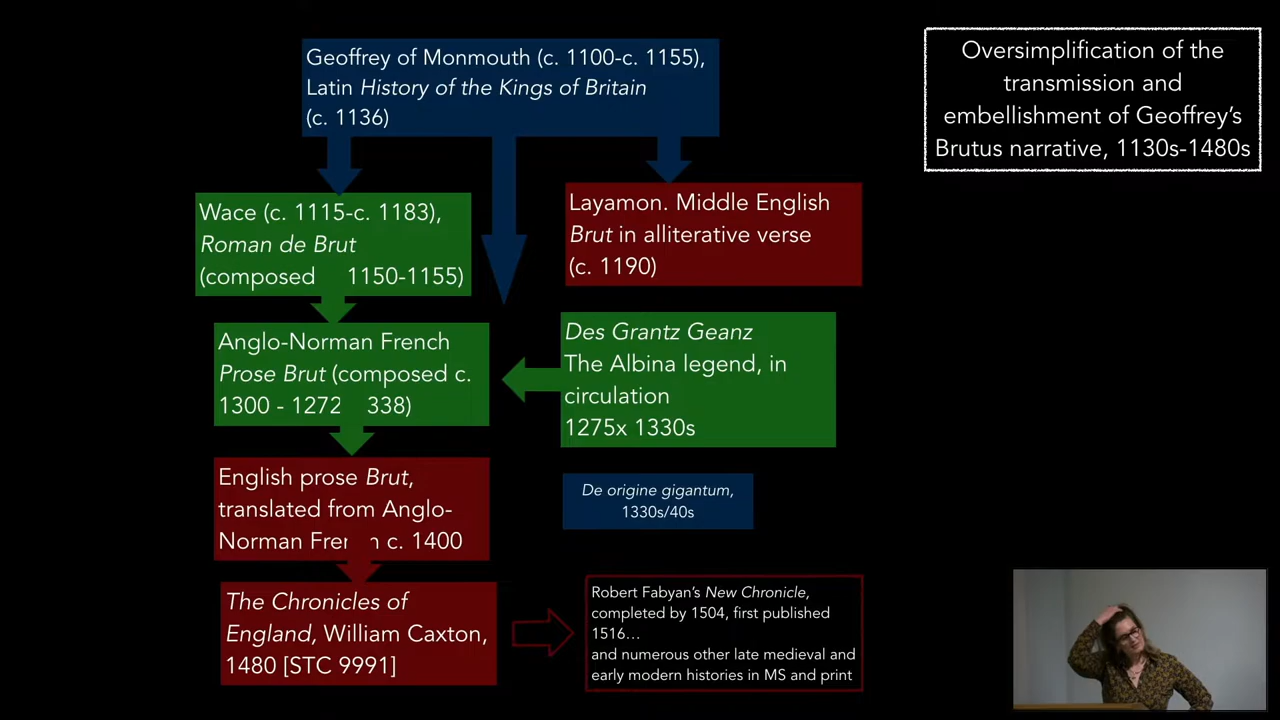 Geoffrey of Monmouth (c. 1100-c. 1155),
Latin History of the Kings of Britain
(c. 1136)
Oversimplification of the
transmission and
embellishment of Geoffrey's
Brutus narrative, 1130s-1480s
Wace (c. 1115-c. 1183),
Roman de Brut
(composed 1150-1155)
Layamon. Middle English
Brut in alliterative verse
(c. 1190)
Anglo-Norman French
Prose Brut (composed c.
1300 - 1272 338)
Des Grantz Geanz
The Albina legend, in
circulation
1275x 1330s
English prose Brut,
translated from Anglo-
Norman c. 1400
De origine gigantum,
1330s/40s
The Chronicles of
England, William Caxton,
1480 [STC 9991]
Robert Fabyan's New Chronicle,
completed by 1504, first published
1516…
and numerous other late medieval and
early modern histories in MS and print